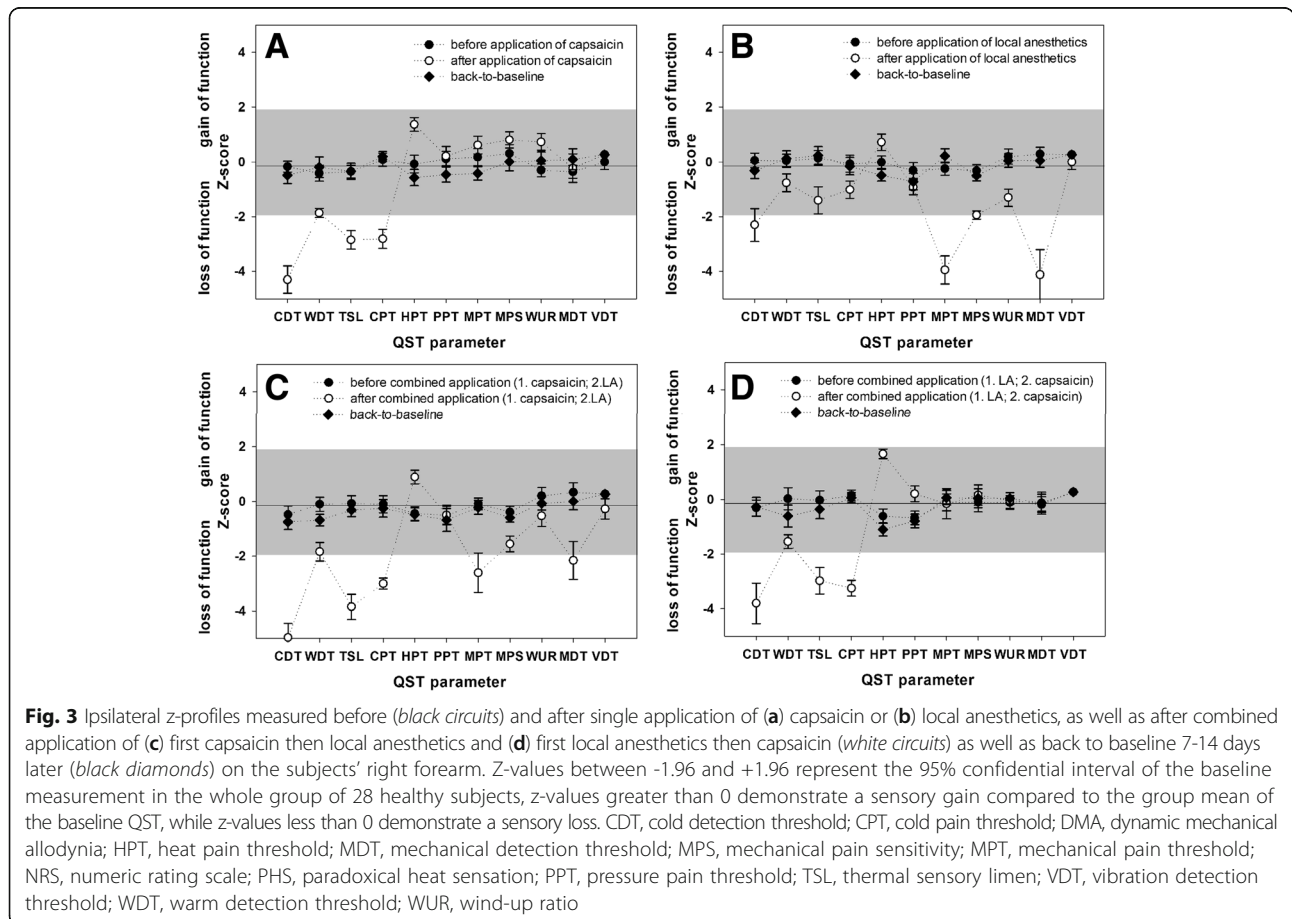 A
before application of capsaicin
after application of capsaicin
back-to-baseline
gain of function
Z-score
loss of function
4
2
0
-2
-4
CDT WDT TSL CPT HPT PPT MPT MPS WUR MDT VDT
QST parameter
B
before application of local anesthetics
after application of local anesthetics
back-to-baseline
gain of function
Z-score
loss of function
4
2
0
-2
-4
CDT WDT TSL CPT HPT PPT MPT MPS WUR MDT VDT
QST parameter
C
before combined application (1. capsaicin; 2.LA)
after combined application (1. capsaicin; 2.LA)
back-to-baseline
gain of function
Z-score
loss of function
4
2
0
-2
-4
CDT WDT TSL CPT HPT PPT MPT MPS WUR MDT VDT
QST parameter
D
before combined application (1. LA; 2. capsaicin)
after combined application (1. LA; 2. capsaicin)
back-to-baseline
gain of function
Z-score
loss of function
4
2
0
-2
-4
CDT WDT TSL CPT HPT PPT MPT MPS WUR MDT VDT
QST parameter
Fig. 3 Ipsilateral z-profiles measured before (black circuits) and after single application of (a) capsaicin or (b) local anesthetics, as well as after combined
application of (c) first capsaicin then local anesthetics and (d) first local anesthetics then capsaicin (white circuits) as well as back to baseline 7-14 days
later (black diamonds) on the subjects' right forearm. Z-values between -1.96 and +1.96 represent the 95% confidential interval of the baseline
measurement in the whole group of 28 healthy subjects, z-values greater than 0 demonstrate a sensory gain compared to the group mean of
the baseline QST, while z-values less than 0 demonstrate a sensory loss. CDT, cold detection threshold; CPT, cold pain threshold; DMA, dynamic mechanical
allodynia; HPT, heat pain threshold; MDT, mechanical detection threshold; MPS, mechanical pain sensitivity; MPT, mechanical pain threshold;
NRS, numeric rating scale; PHS, paradoxical heat sensation; PPT, pressure pain threshold; TSL, thermal sensory limen; VDT, vibration detection
threshold; WDT, warm detection threshold; WUR, wind-up ratio